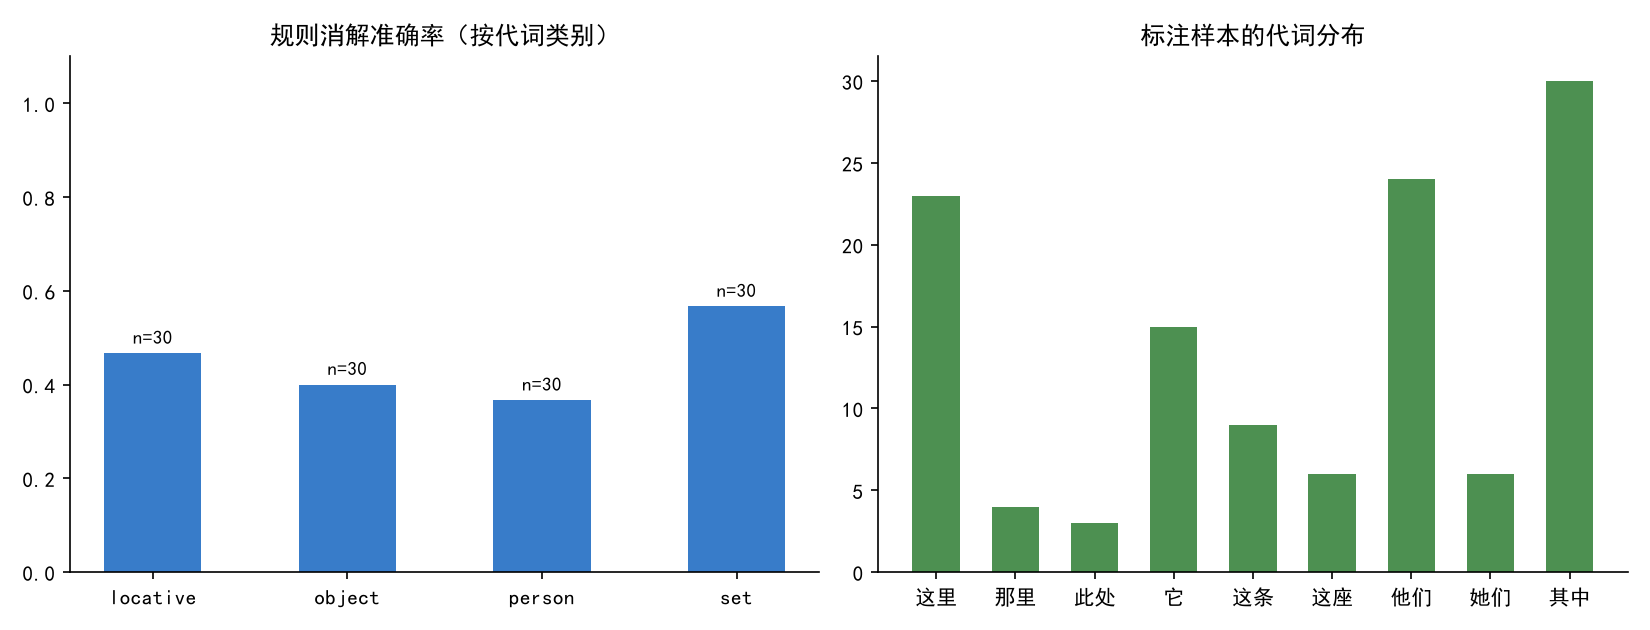 规则消解准确率（按代词类别）
1.0
0.8
0.6
0.4
0.2
0.0
n=30
n=30
n=30
n=30
locative
object
person
set
标注样本的代词分布
30
25
20
15
10
5
0
这里
那里
此处
它
这条
这座
他们
她们
其中